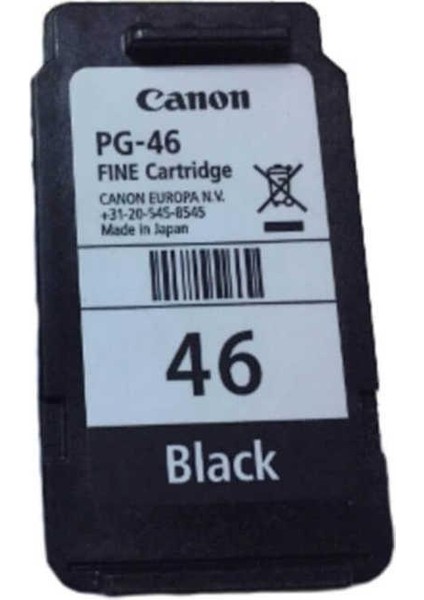 Canon
PG-46
FINE Cartridge
CANON EUROPA N.V.
+31-20-545-8545
Made in Japan
46
Black